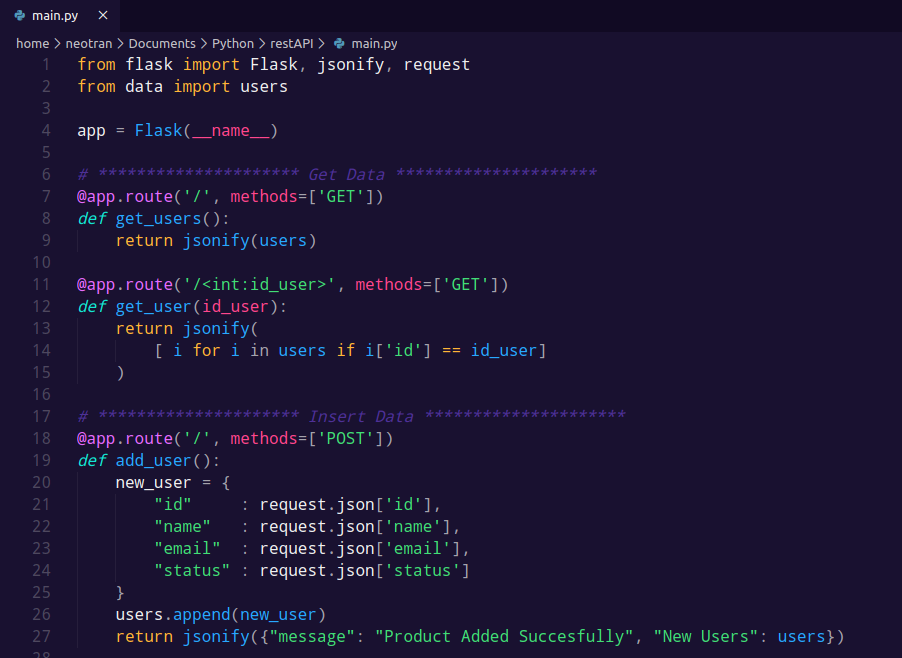 main.py ×
home > neotran > Documents > Python > restAPI > main.py
1 from flask import Flask, jsonify, request
2 from data import users
3
4 app = Flask(__name__)
5
6 # ********************* Get Data *********************
7 @app.route('/', methods=['GET'])
8 def get_users():
9     return jsonify(users)
10
11 @app.route('/<int:id_user>', methods=['GET'])
12 def get_user(id_user):
13     return jsonify(
14         [ i for i in users if i['id'] == id_user]
15     )
16
17 # ********************* Insert Data *********************
18 @app.route('/', methods=['POST'])
19 def add_user():
20     new_user = {
21         "id"     : request.json['id'],
22         "name"   : request.json['name'],
23         "email"  : request.json['email'],
24         "status" : request.json['status']
25     }
26     users.append(new_user)
27     return jsonify({"message": "Product Added Succesfully", "New Users": users})
28